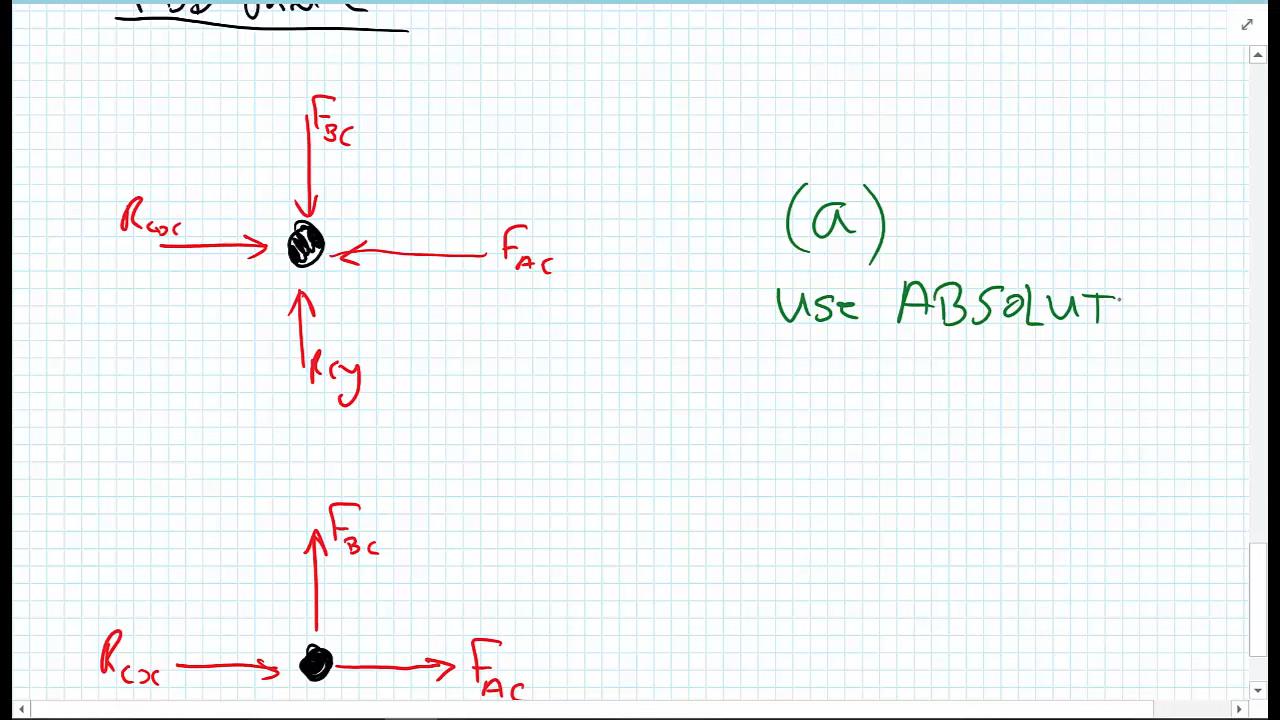 F_BC
R_cx
F_AC
R_cy
(a)
USE ABSOLUT
F_BC
R_cx
F_AC